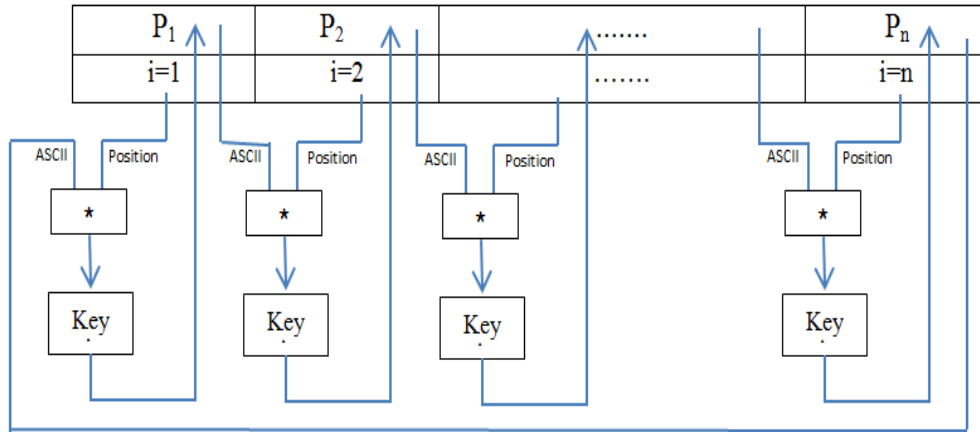 P₁ P₂ ....... Pₙ
i=1 i=2 ....... i=n
ASCII Position ASCII Position ASCII Position ASCII Position
* * * *
Key Key Key Key